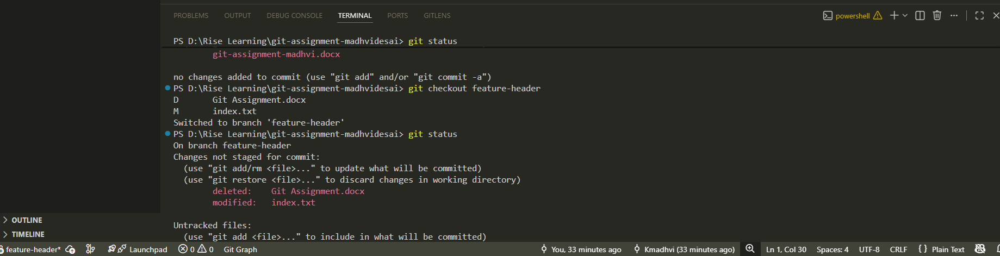 PROBLEMS OUTPUT DEBUG CONSOLE TERMINAL PORTS GITLENS powershell
PS D:\Rise Learning\git-assignment-madhvidesai> git status
git-assignment-madhvi.docx
no changes added to commit (use "git add" and/or "git commit -a")
PS D:\Rise Learning\git-assignment-madhvidesai> git checkout feature-header
D Git Assignment.docx
M index.txt
Switched to branch 'feature-header'
PS D:\Rise Learning\git-assignment-madhvidesai> git status
On branch feature-header
Changes not staged for commit:
(use "git add/rm <file>..." to update what will be committed)
(use "git restore <file>..." to discard changes in working directory)
deleted: Git Assignment.docx
modified: index.txt
OUTLINE
Untracked files:
TIMELINE
(use "git add <file>..." to include in what will be committed)
feature-header* Launchpad 0 0 Git Graph You, 33 minutes ago Kmadhvi (33 minutes ago) Ln 1, Col 30 Spaces: 4 UTF-8 CRLF {} Plain Text